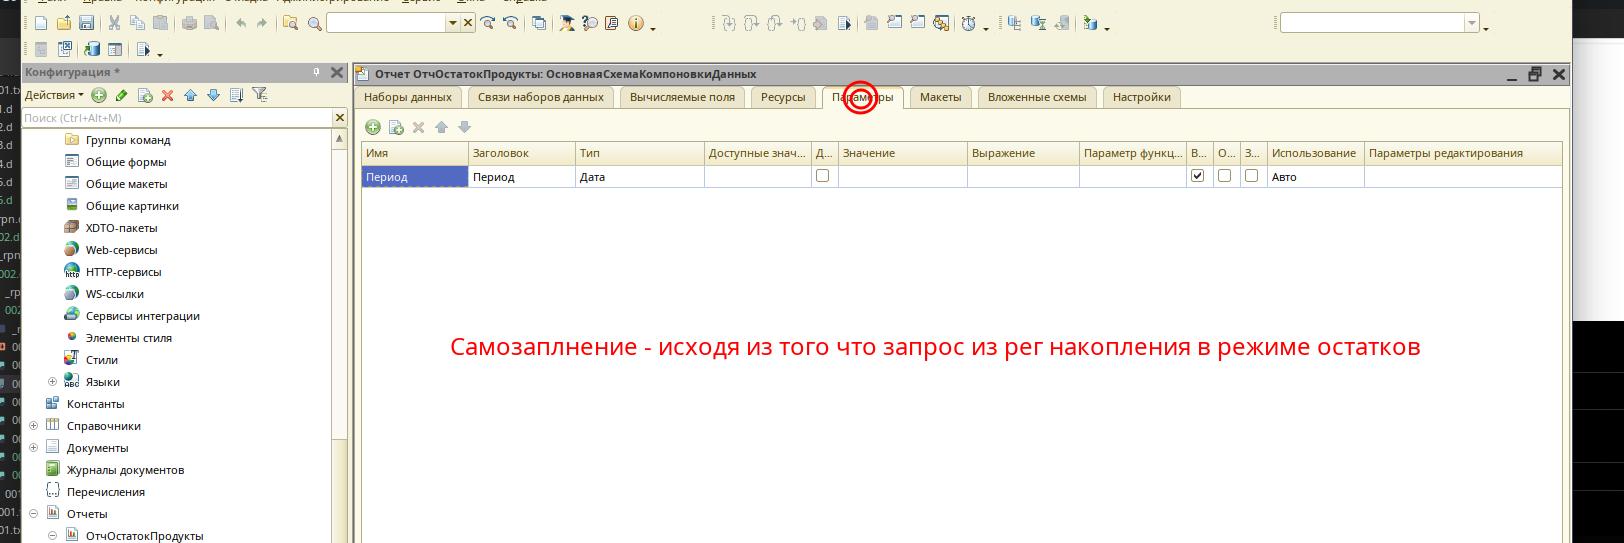 Конфигурация *
Действия
Поиск (Ctrl+Alt+M)
Группы команд
Общие формы
Общие макеты
Общие картинки
XDTO-пакеты
Web-сервисы
HTTP-сервисы
WS-ссылки
Сервисы интеграции
Элементы стиля
Стили
Языки
Константы
Справочники
Документы
Журналы документов
Перечисления
Отчеты
ОтчОстатокПродукты
Отчет ОтчОстатокПродукты: ОсновнаяСхемаКомпоновкиДанных
Наборы данных Связи наборов данных Вычисляемые поля Ресурсы Параметры Макеты Вложенные схемы Настройки
Имя Заголовок Тип Доступные знач... Д... Значение Выражение Параметр функц... В... О... З... Использование Параметры редактирования
Период Период Дата Авто
Самозаплнение - исходя из того что запрос из рег накопления в режиме остатков